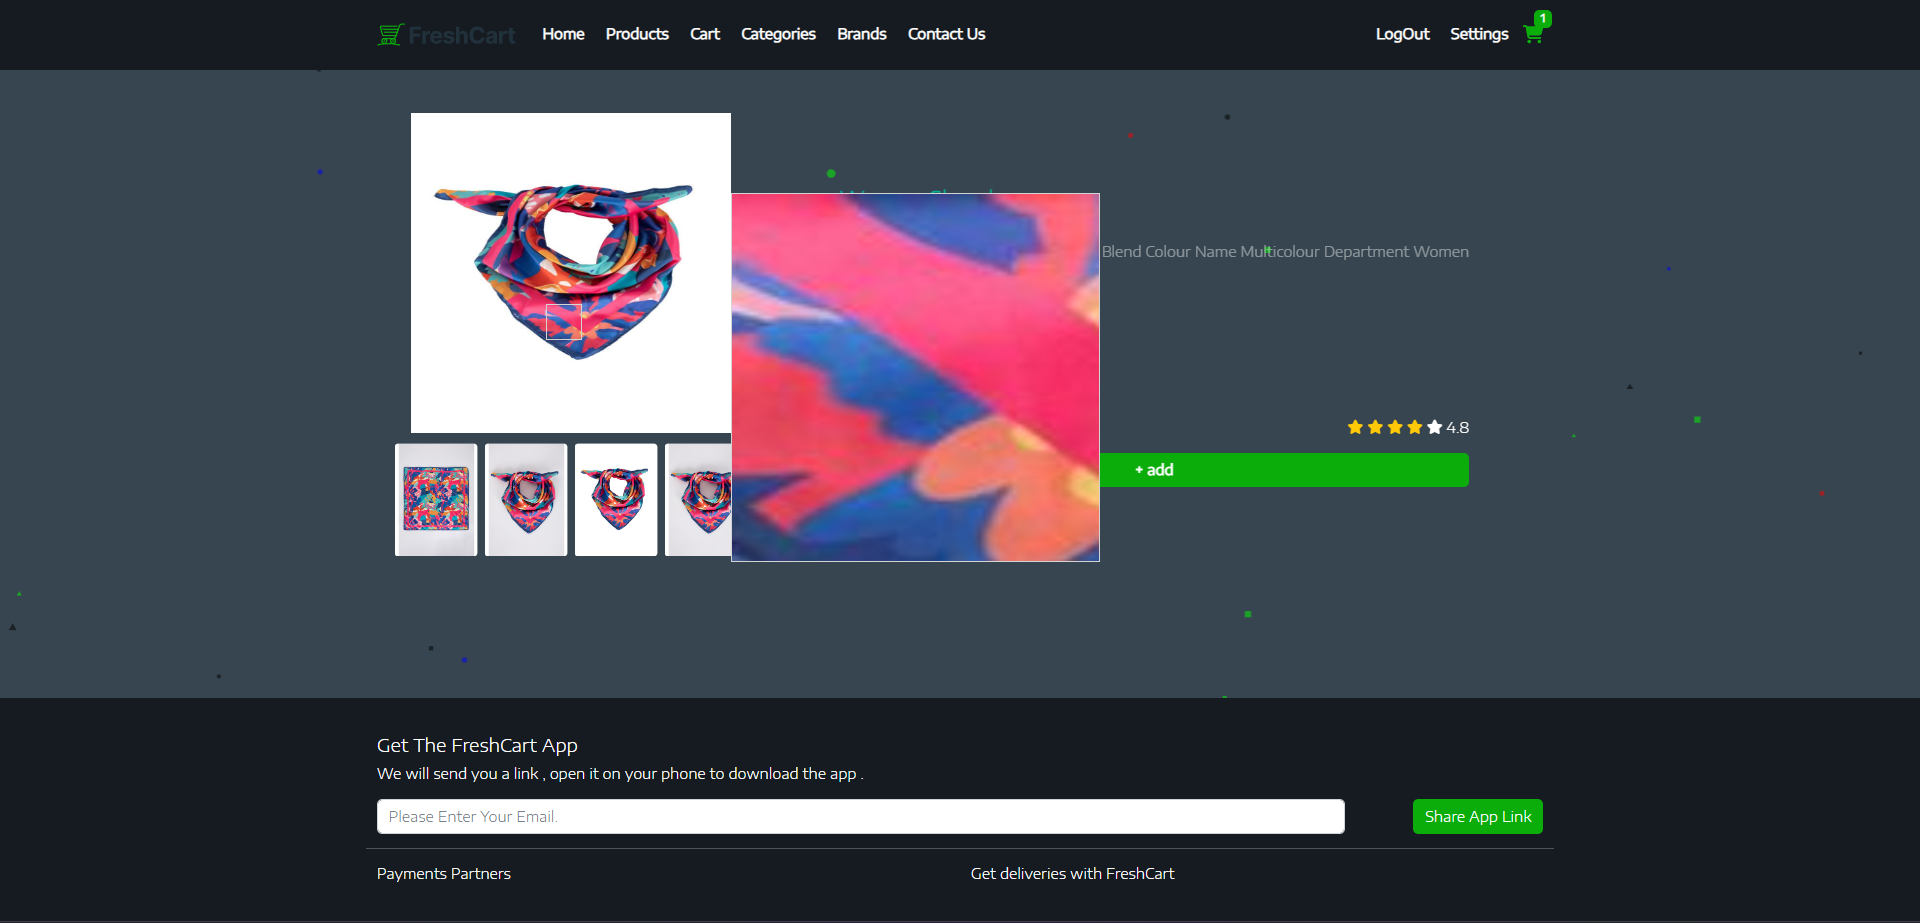 FreshCart Home Products Cart Categories Brands Contact Us LogOut Settings 1
Blend Colour Name Multicolour Department Women
4.8
+ add
Get The FreshCart App
We will send you a link , open it on your phone to download the app .
Please Enter Your Email.
Share App Link
Payments Partners
Get deliveries with FreshCart